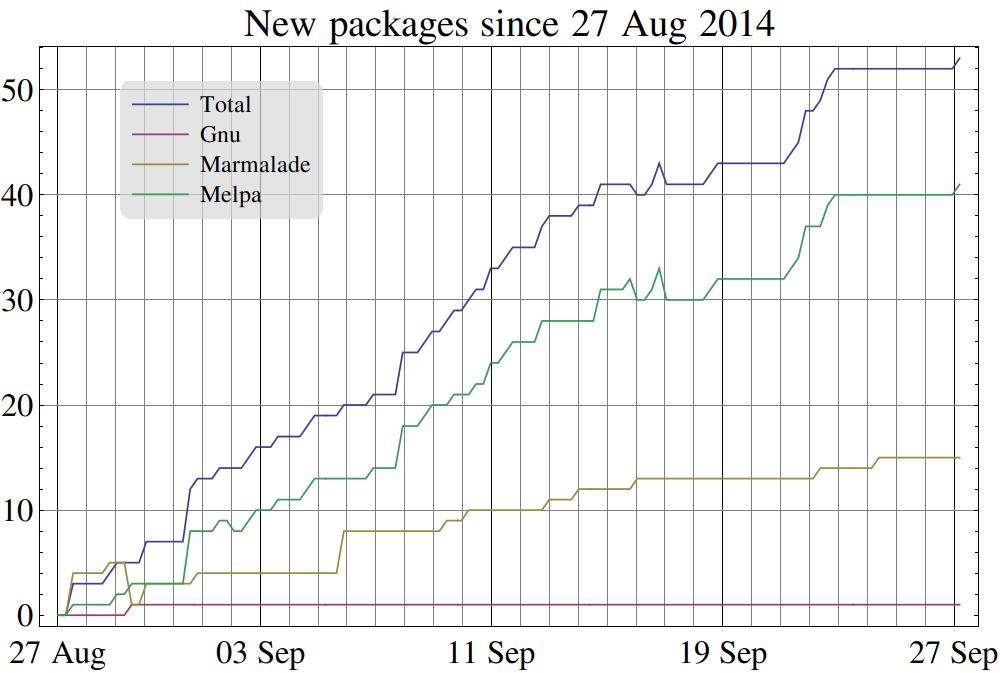 New packages since 27 Aug 2014
50
40
30
20
10
0
Total
Gnu
Marmalade
Melpa
27 Aug 03 Sep 11 Sep 19 Sep 27 Sep